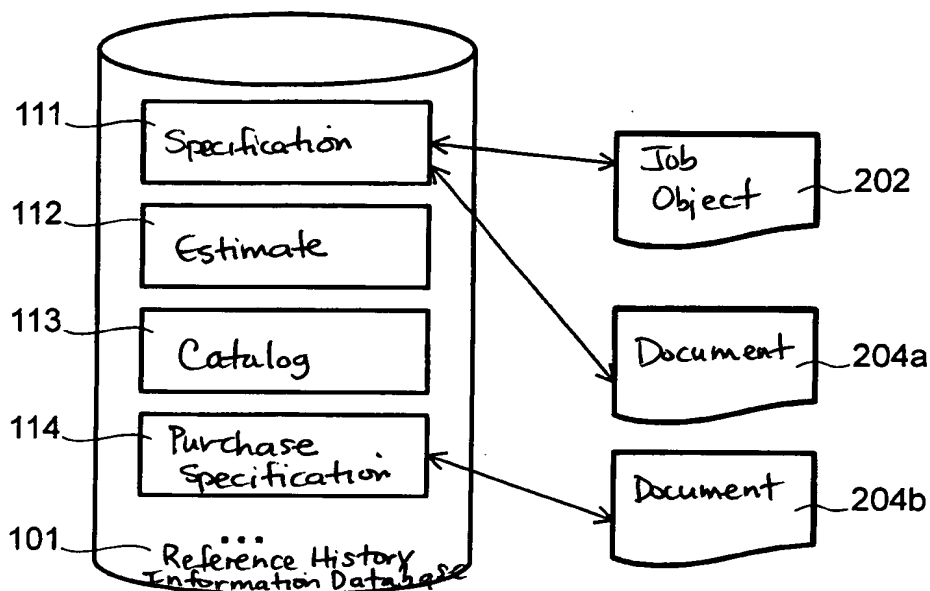 111
Specification
112
Estimate
113
Catalog
114
Purchase
Specification
...
101
Reference History
Information Database
Job
Object
202
Document
204a
Document
204b